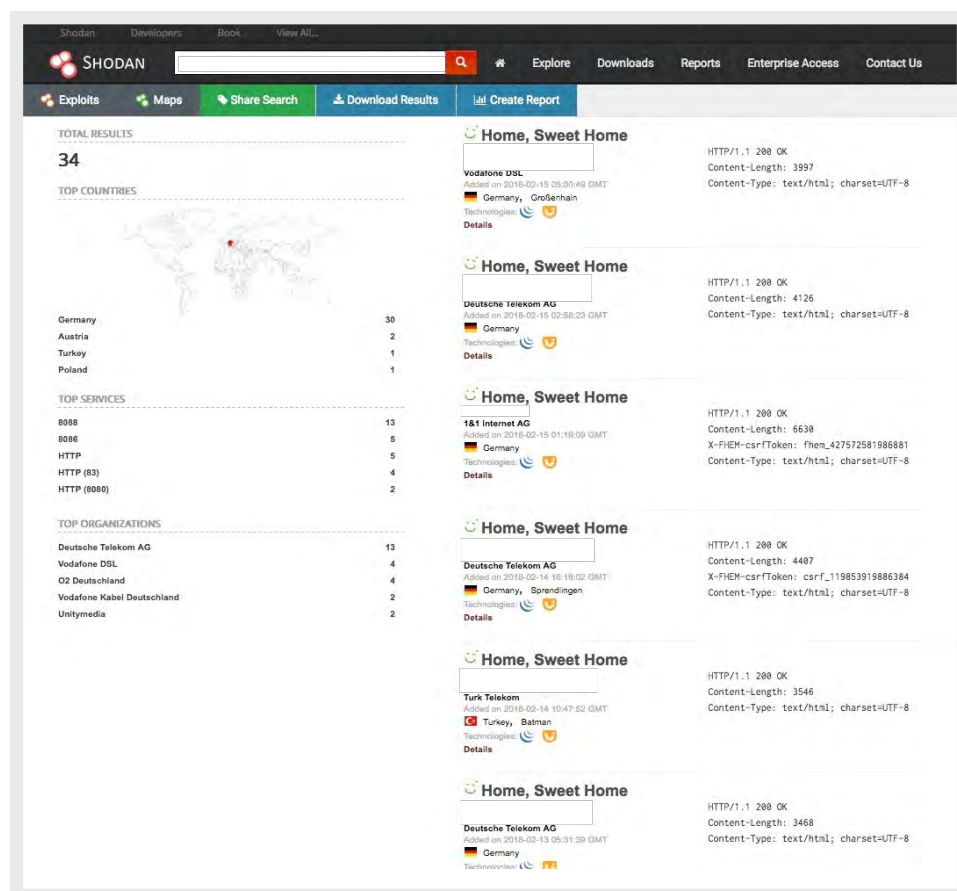 Shodan Developers Book View All...
SHODAN Explore Downloads Reports Enterprise Access Contact Us
Exploits Maps Share Search Download Results Create Report
TOTAL RESULTS
34
TOP COUNTRIES
Germany 30
Austria 2
Turkey 1
Poland 1
TOP SERVICES
8088 13
8086 5
HTTP 5
HTTP (83) 4
HTTP (8080) 2
TOP ORGANIZATIONS
Deutsche Telekom AG 13
Vodafone DSL 4
O2 Deutschland 4
Vodafone Kabel Deutschland 2
Unitymedia 2
Home, Sweet Home
Vodafone DSL
Added on 2018-02-15 05:00:49 GMT
Germany, Großenhain
Technologies:
Details
HTTP/1.1 200 OK
Content-Length: 3997
Content-Type: text/html; charset=UTF-8
Home, Sweet Home
Deutsche Telekom AG
Added on 2018-02-15 02:56:23 GMT
Germany
Technologies:
Details
HTTP/1.1 200 OK
Content-Length: 4126
Content-Type: text/html; charset=UTF-8
Home, Sweet Home
1&1 Internet AG
Added on 2018-02-15 01:19:09 GMT
Germany
Technologies:
Details
HTTP/1.1 200 OK
Content-Length: 6630
X-FHEM-csrfToken: fhem_427572581986881
Content-Type: text/html; charset=UTF-8
Home, Sweet Home
Deutsche Telekom AG
Added on 2018-02-14 16:16:02 GMT
Germany, Sprendlingen
Technologies:
Details
HTTP/1.1 200 OK
Content-Length: 4407
X-FHEM-csrfToken: csrf_119853919886384
Content-Type: text/html; charset=UTF-8
Home, Sweet Home
Turk Telekom
Added on 2018-02-14 10:47:52 GMT
Turkey, Batman
Technologies:
Details
HTTP/1.1 200 OK
Content-Length: 3546
Content-Type: text/html; charset=UTF-8
Home, Sweet Home
Deutsche Telekom AG
Added on 2018-02-13 05:31:39 GMT
Germany
Technologies:
HTTP/1.1 200 OK
Content-Length: 3468
Content-Type: text/html; charset=UTF-8